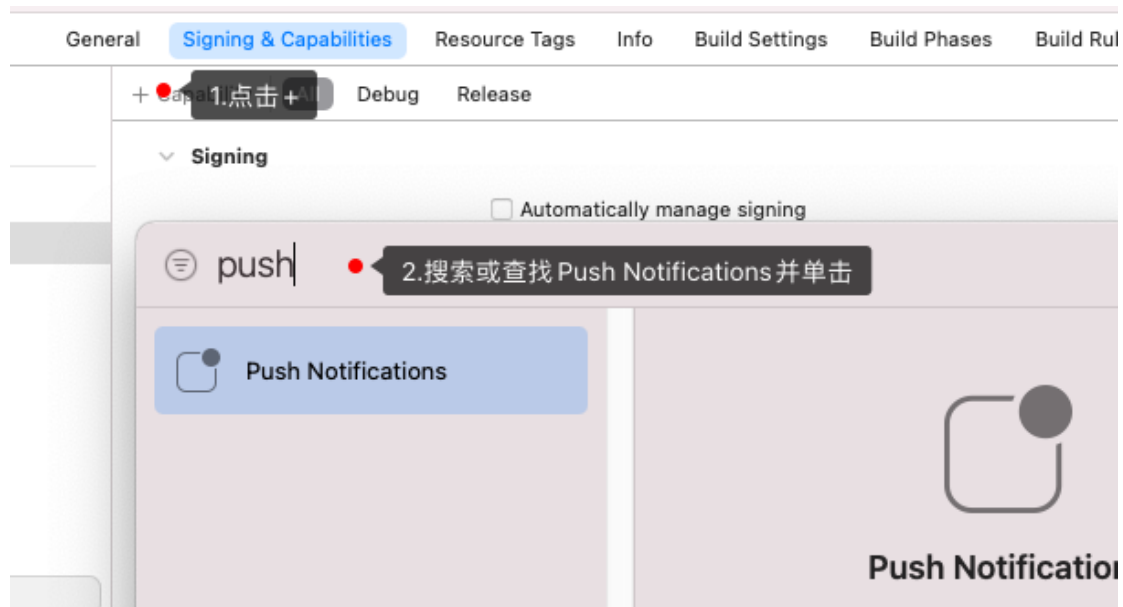 General Signing & Capabilities Resource Tags Info Build Settings Build Phases Build Rul
+ 1.点击+ Debug Release
Signing
Automatically manage signing
push 2.搜索或查找 Push Notifications 并单击
Push Notifications
Push Notification